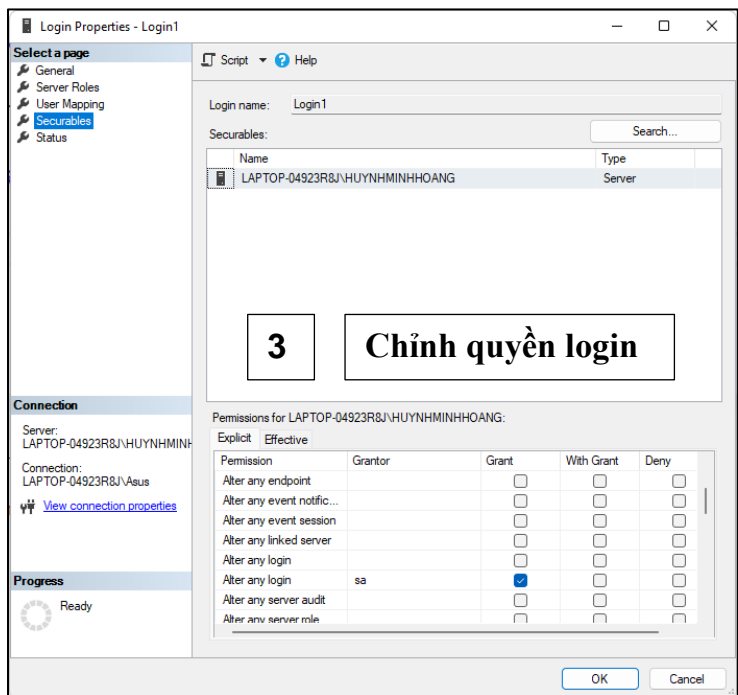 Login Properties - Login1
Select a page
General
Server Roles
User Mapping
Securables
Status
Script
Help
Login name: Login1
Securables:
Search...
Name Type
LAPTOP-04923R8J\HUYNHMINHHOANG Server
3
Chỉnh quyền login
Connection
Server:
LAPTOP-04923R8J\HUYNHMINH
Connection:
LAPTOP-04923R8J\Asus
View connection properties
Progress
Ready
Permissions for LAPTOP-04923R8J\HUYNHMINHHOANG:
Explicit Effective
Permission Grantor Grant With Grant Deny
Alter any endpoint
Alter any event notific...
Alter any event session
Alter any linked server
Alter any login
Alter any login sa
Alter any server audit
Alter any server role
OK Cancel